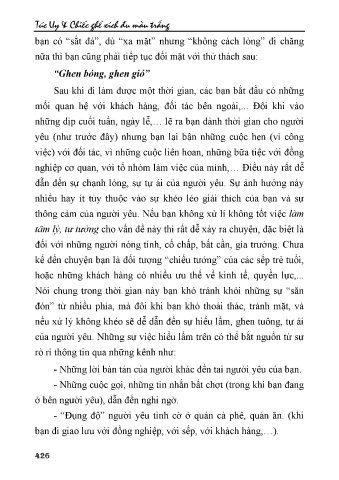 Túc Uy & Chiếc ghế xích đu màu trắng
bạn có “sắt đá”, dù “xa mặt” nhưng “không cách lòng” đi chăng
nữa thì bạn cũng phải tiếp tục đối mặt với thử thách sau:
“Ghen bóng, ghen gió”
Sau khi đi làm được một thời gian, các bạn bắt đầu có những
mối quan hệ với khách hàng, đối tác bên ngoài,... Đôi khi vào
những dịp cuối tuần, ngày lễ,… lẽ ra bạn dành thời gian cho người
yêu (như trước đây) nhưng bạn lại bận những cuộc hẹn (vì công
việc) với đối tác, vì những cuộc liên hoan, những bữa tiệc với đồng
nghiệp cơ quan, với tổ nhóm làm việc của mình,… Điều này rất dễ
dẫn đến sự chạnh lòng, sự tự ái của người yêu. Sự ảnh hưởng này
nhiều hay ít tùy thuộc vào sự khéo léo giải thích của bạn và sự
thông cảm của người yêu. Nếu bạn không xử lí không tốt việc làm
tâm lý, tư tưởng cho vấn đề này thì rất dễ xảy ra chuyện, đặc biệt là
đối với những người nóng tính, cố chấp, bất cần, gia trưởng. Chưa
kể đến chuyện bạn là đối tượng “chiếu tướng” của các sếp trẻ tuổi,
hoặc những khách hàng có nhiều ưu thế về kinh tế, quyền lực,...
Nói chung trong thời gian này bạn khó tránh khỏi những sự “săn
đón” từ nhiều phía, mà đôi khi bạn khó thoái thác, tránh mặt, và
nếu xử lý không khéo sẽ dễ dẫn đến sự hiểu lầm, ghen tuông, tự ái
của người yêu. Những sự việc hiểu lầm trên có thể bắt nguồn từ sự
rò rỉ thông tin qua những kênh như:
- Những lời bàn tán của người khác đến tai người yêu của bạn.
- Những cuộc gọi, những tin nhắn bất chợt (trong khi bạn đang
ở bên người yêu), dẫn đến nghi ngờ.
- “Đụng độ” người yêu tình cờ ở quán cà phê, quán ăn. (khi
bạn đi giao lưu với đồng nghiệp, với sếp, với khách hàng,…).
426